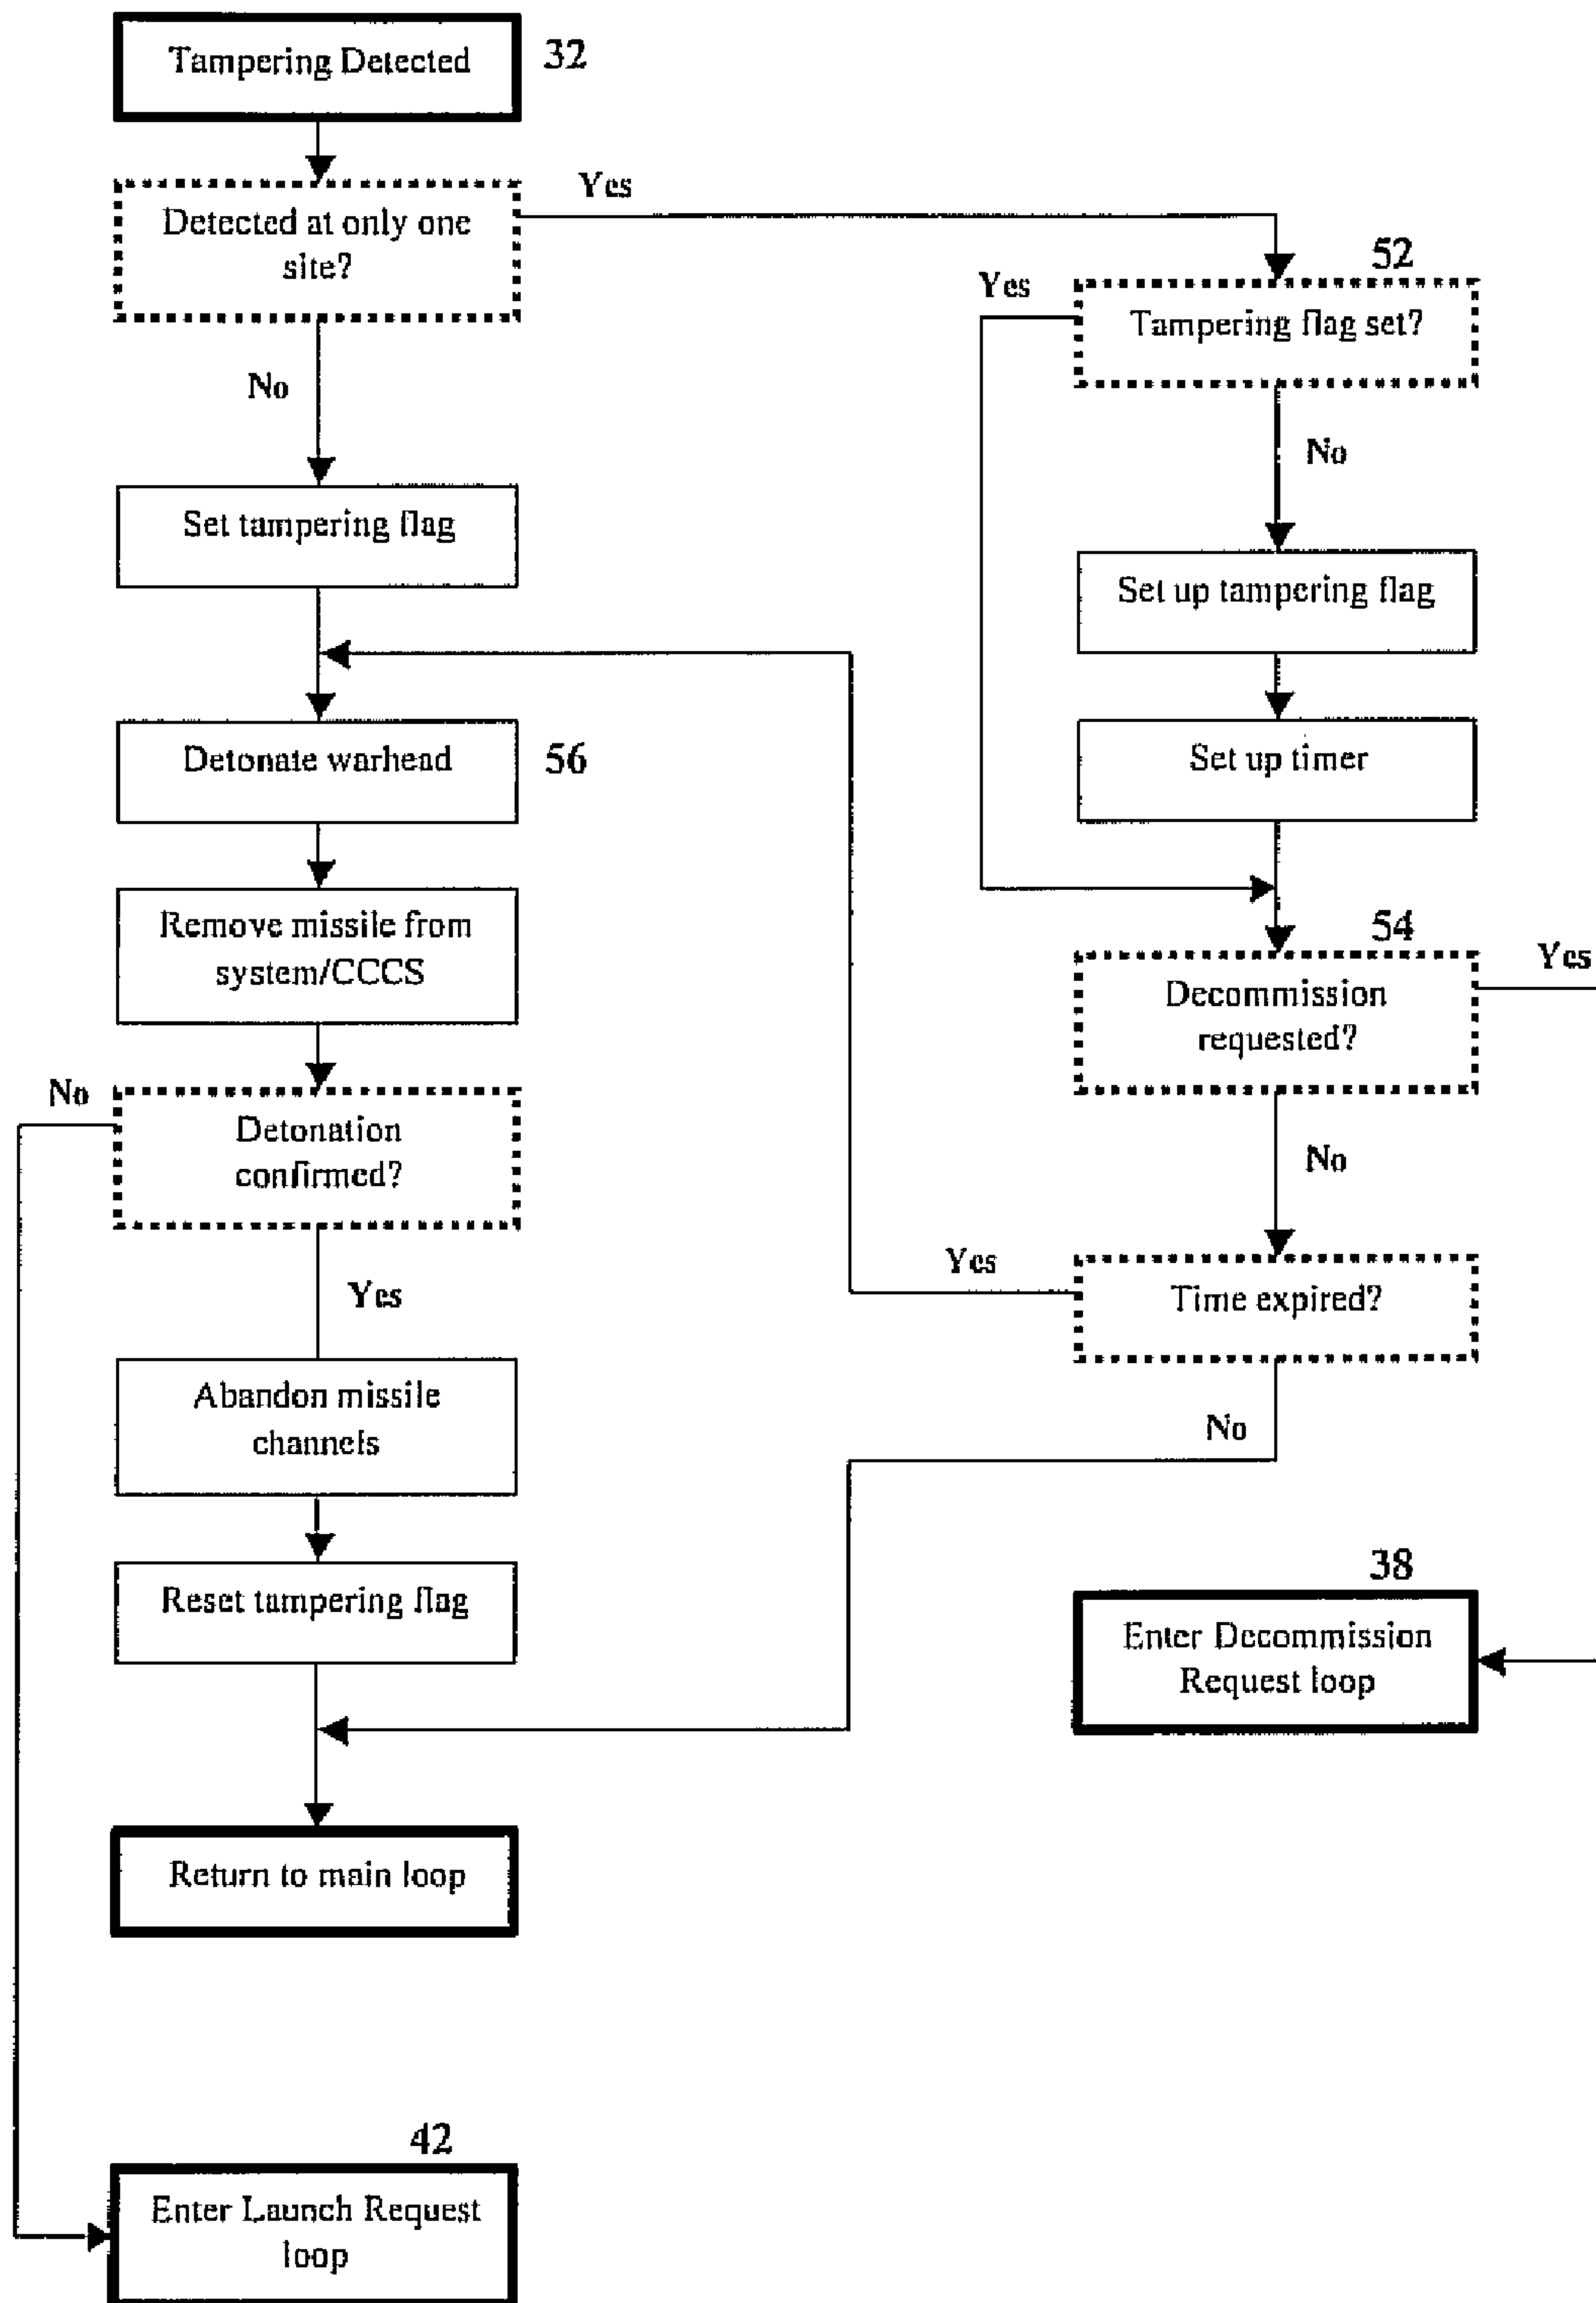 Tampering Detected
32
Detected at only one
site?
Yes
No
Set tampering flag
Detonate warhead
56
Remove missile from
system/CCCS
No
Detonation
confirmed?
Yes
Abandon missile
channels
Reset tampering flag
Return to main loop
42
Enter Launch Request
loop
52
Yes
Tampering flag set?
No
Set up tampering flag
Set up timer
54
Yes
Decommission
requested?
No
Yes
Time expired?
No
38
Enter Decommission
Request loop